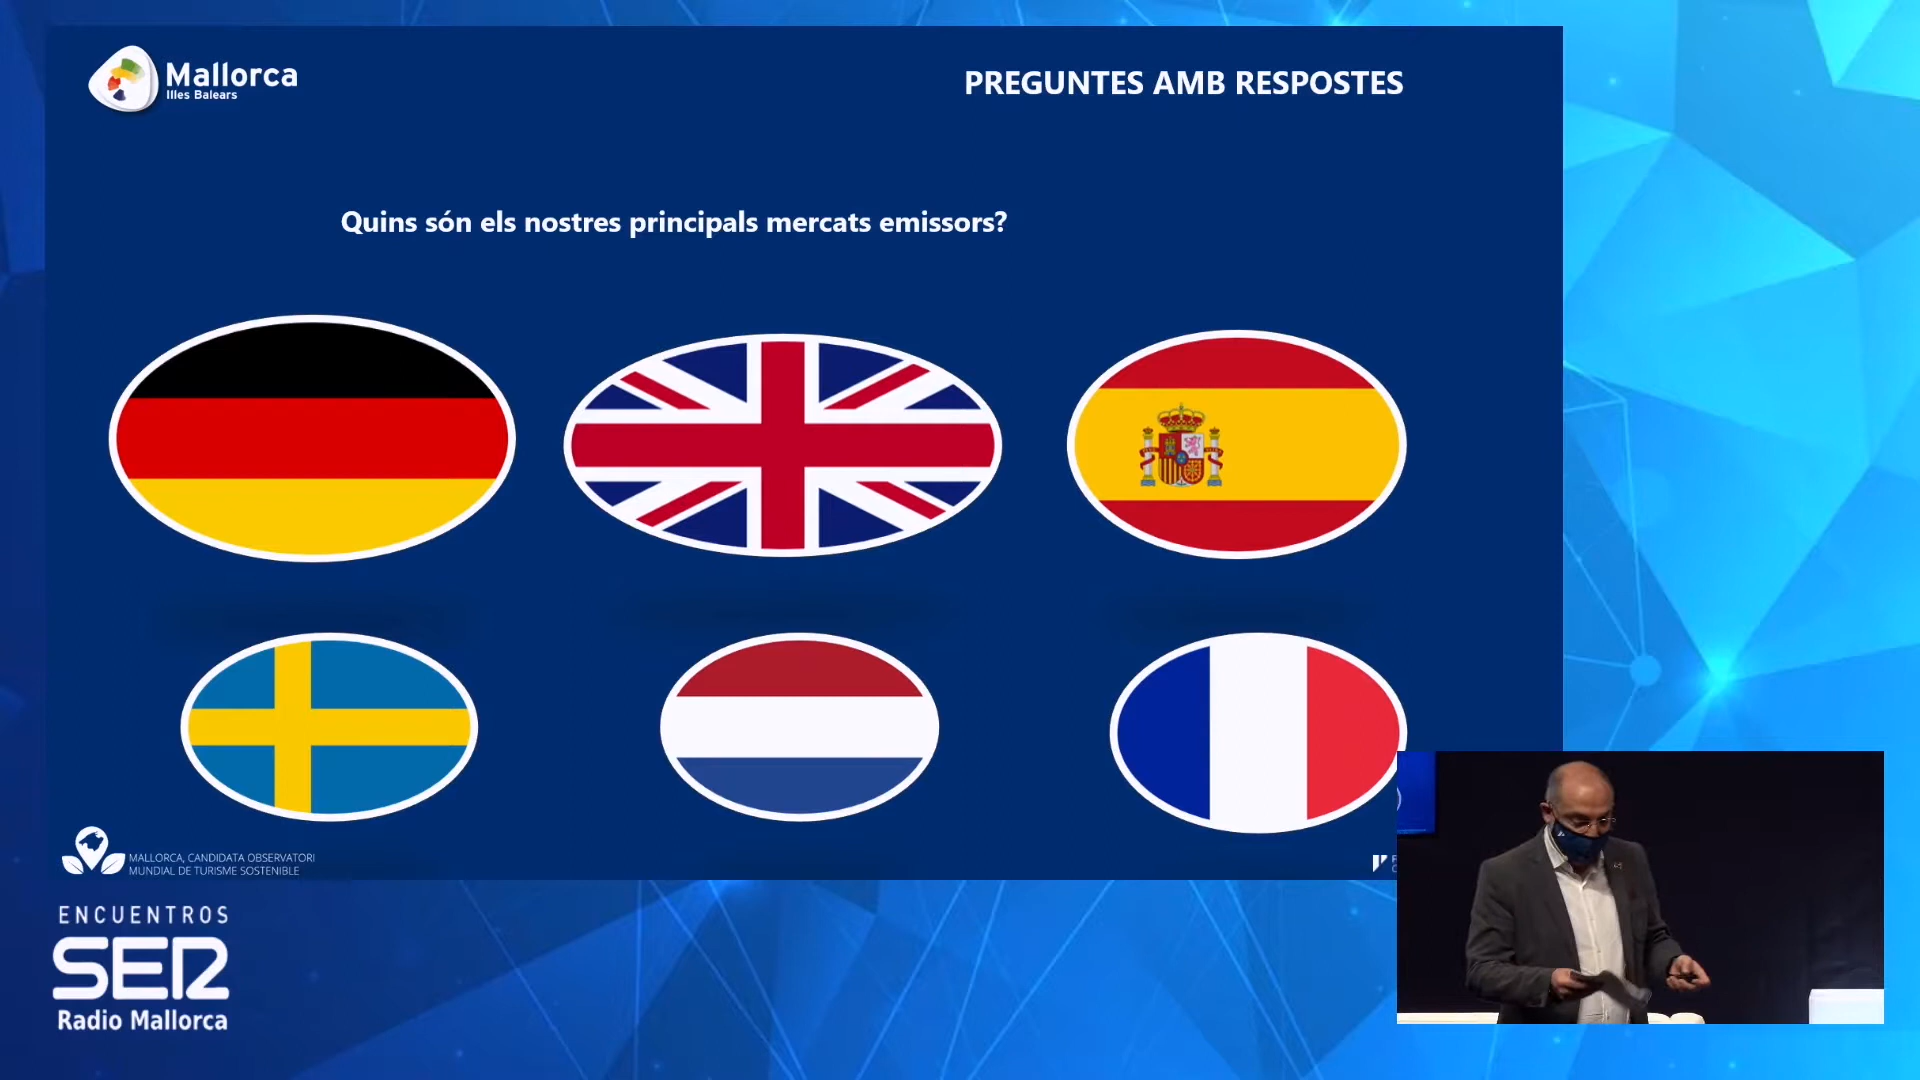 Mallorca
Illes Balears
PREGUNTES AMB RESPOSTES
Quins són els nostres principals mercats emissors?
MALLORCA, CANDIDATA OBSERVATORI
MUNDIAL DE TURISME SOSTENIBLE
ENCUENTROS
SER
Radio Mallorca